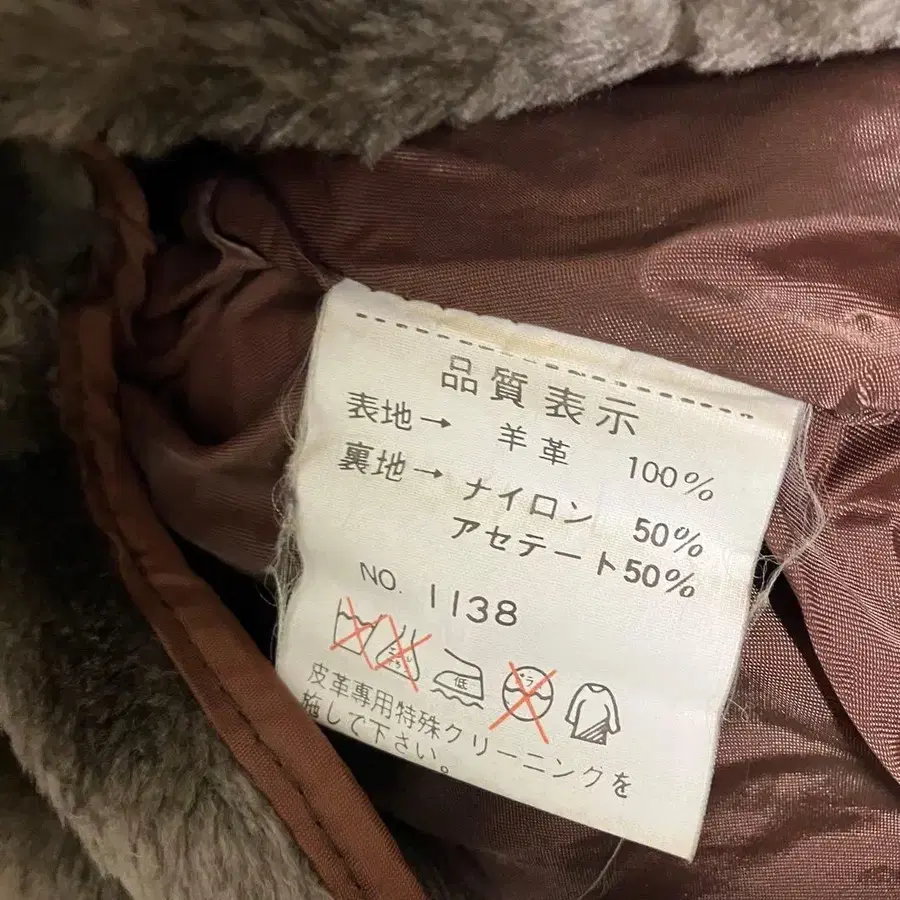 品質表示
表地→ 羊革 100%
裏地→ ナイロン 50%
アセテート50%
NO. 1138
低
皮革専用特殊クリーニングを
施して下さい。